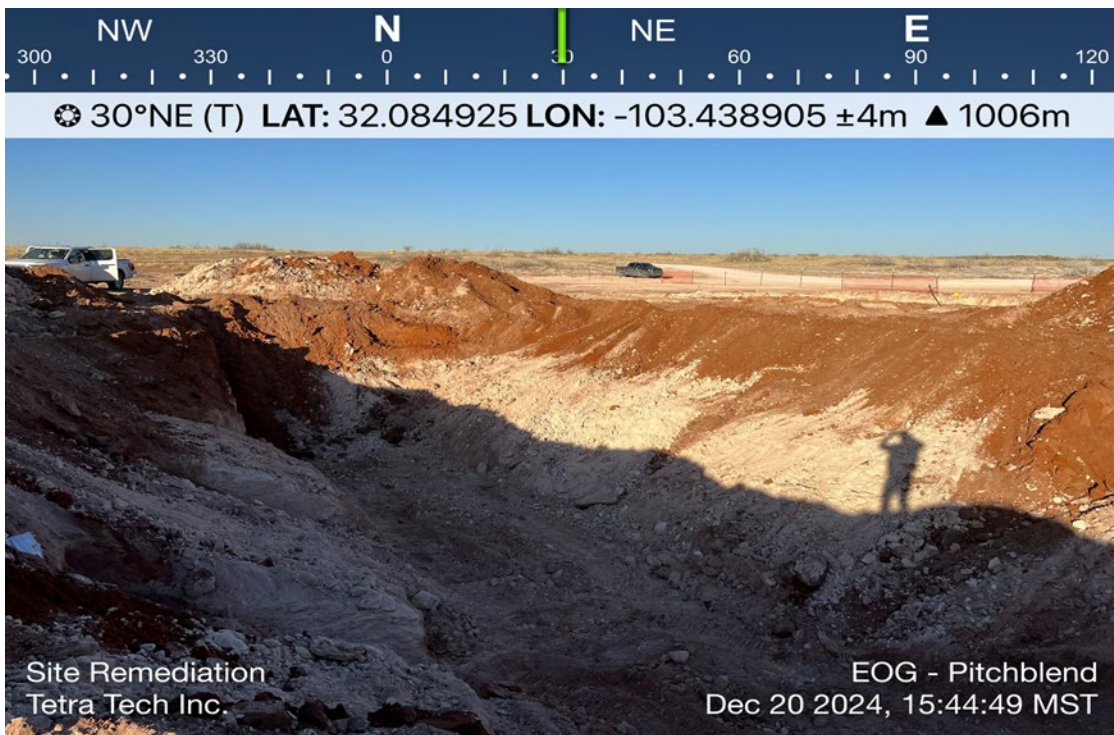 NW N NE E
300 330 0 30 60 90 120
30°NE (T) LAT: 32.084925 LON: -103.438905 ±4m ▲ 1006m
Site Remediation
Tetra Tech Inc.
EOG - Pitchblend
Dec 20 2024, 15:44:49 MST